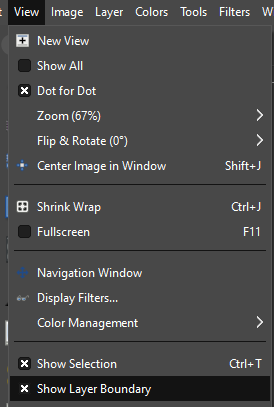 View Image Layer Colors Tools Filters
New View
Show All
Dot for Dot
Zoom (67%)
Flip & Rotate (0°)
Center Image in Window Shift+J
Shrink Wrap Ctrl+J
Fullscreen F11
Navigation Window
Display Filters...
Color Management
Show Selection Ctrl+T
Show Layer Boundary